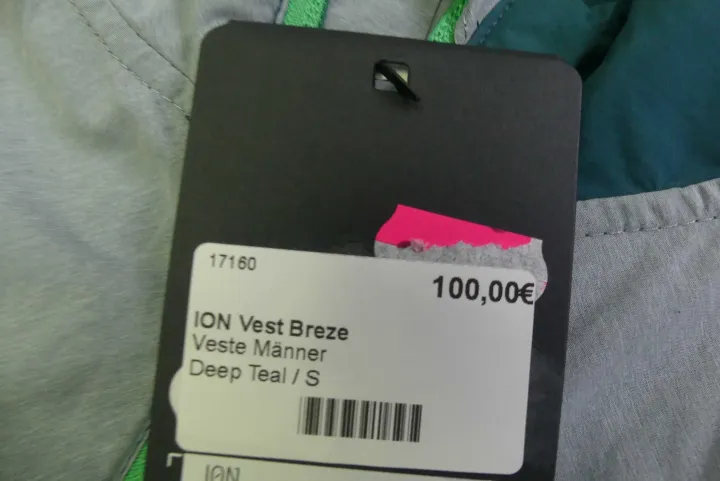 17160
100,00€
ION Vest Breze
Veste Männer
Deep Teal / S
ION